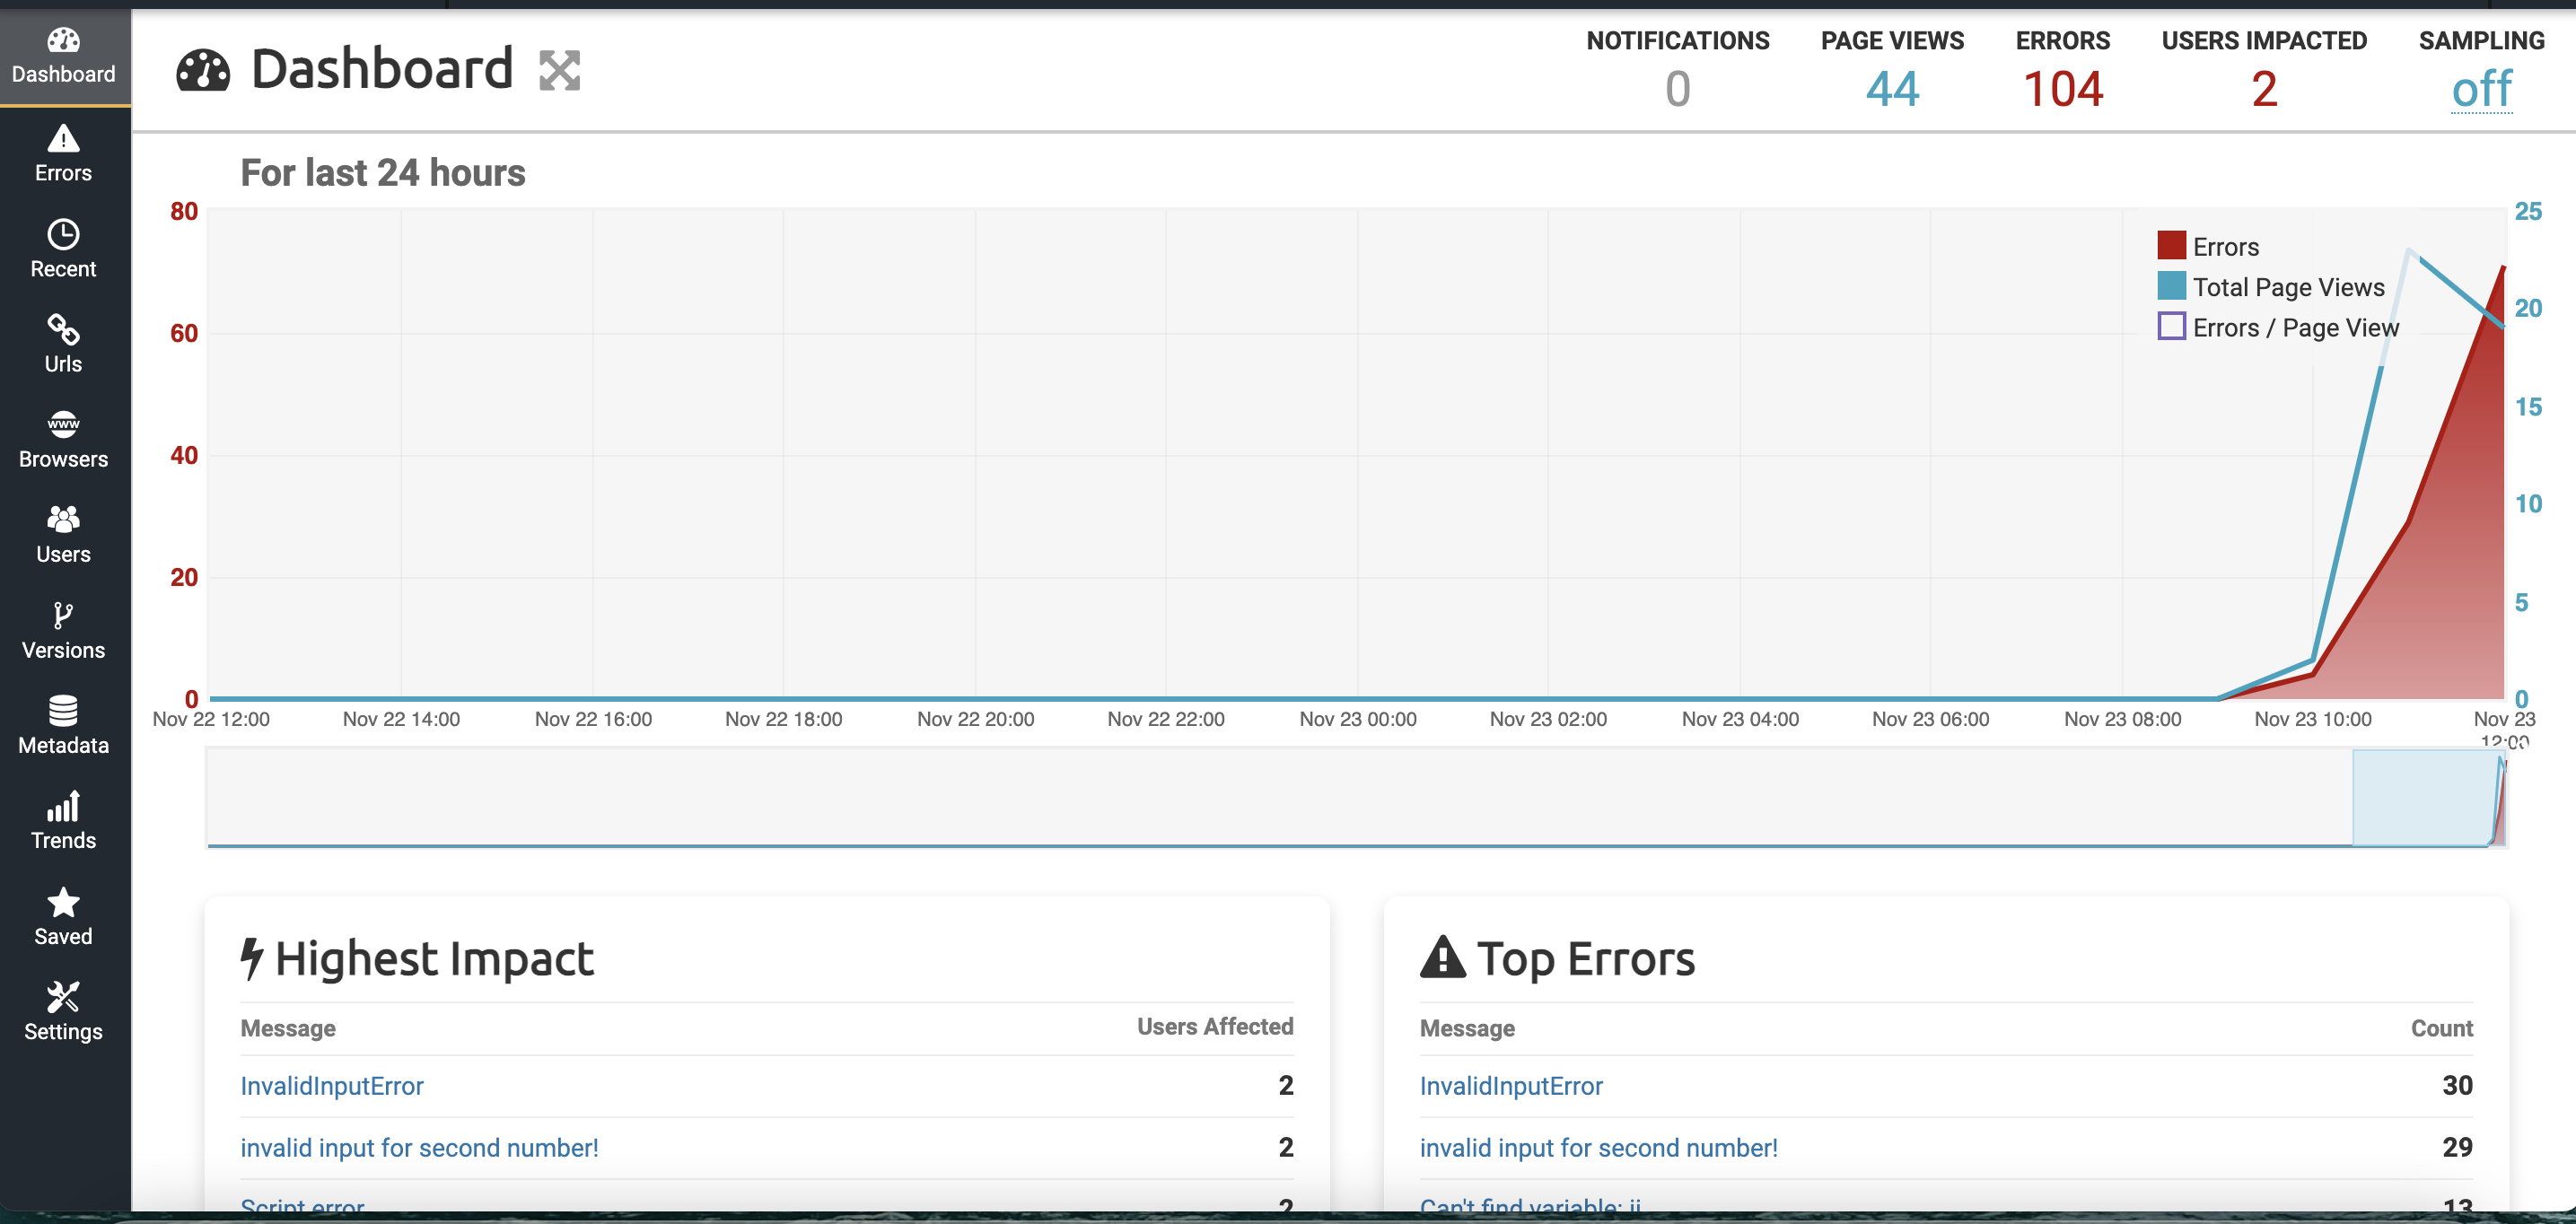 Dashboard
Errors
Recent
Urls
www
Browsers
Users
Versions
Metadata
Trends
Saved
Settings
Dashboard
NOTIFICATIONS
0
PAGE VIEWS
44
ERRORS
104
USERS IMPACTED
2
SAMPLING
off
For last 24 hours
80
60
40
20
0
25
20
15
10
5
0
Errors
Total Page Views
Errors / Page View
Nov 22 12:00
Nov 22 14:00
Nov 22 16:00
Nov 22 18:00
Nov 22 20:00
Nov 22 22:00
Nov 23 00:00
Nov 23 02:00
Nov 23 04:00
Nov 23 06:00
Nov 23 08:00
Nov 23 10:00
Nov 23
12:00
Highest Impact
Message Users Affected
InvalidInputError 2
invalid input for second number! 2
Script error 2
Top Errors
Message Count
InvalidInputError 30
invalid input for second number! 29
Can't find variable: ii 13